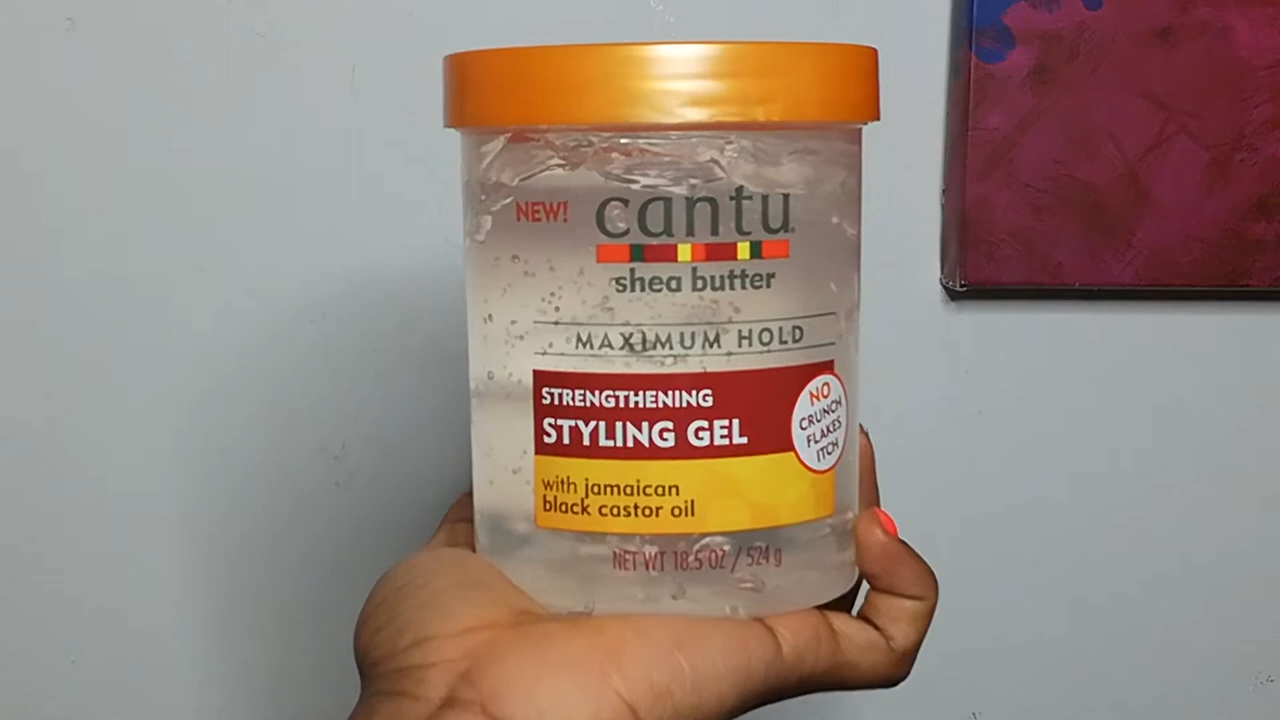 NEW!
cantu
shea butter
MAXIMUM HOLD
STRENGTHENING
STYLING GEL
NO
CRUNCH
FLAKES
ITCH
with jamaican
black castor oil
NET WT 18.5 OZ / 524 g